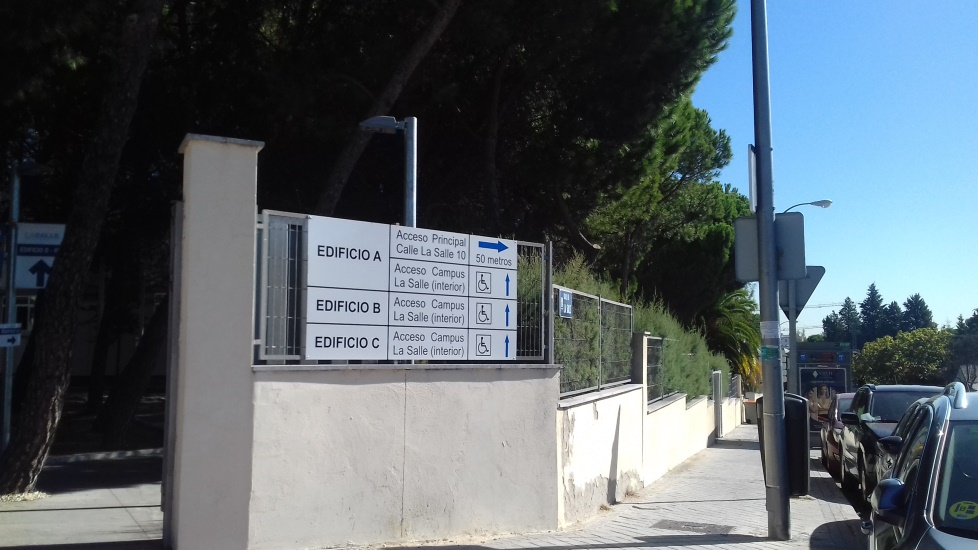 EDIFICIO A
Acceso Principal
Calle La Salle 10
50 metros
Acceso Campus
La Salle (interior)
EDIFICIO B
Acceso Campus
La Salle (interior)
EDIFICIO C
Acceso Campus
La Salle (interior)
EDIFICIO B